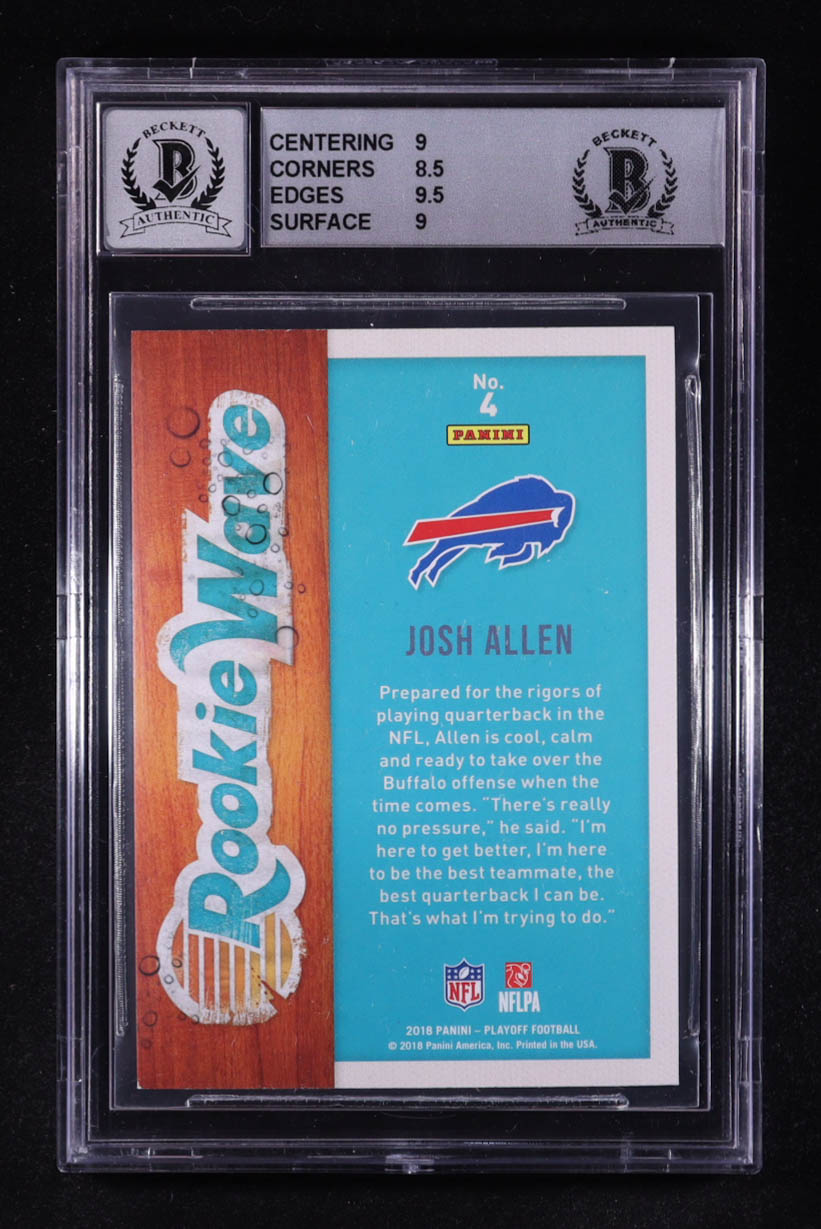 BECKETT
B
AUTHENTIC
CENTERING 9
CORNERS 8.5
EDGES 9.5
SURFACE 9
BECKETT
B
AUTHENTIC
Rookie Wave
No.
4
PANINI
JOSH ALLEN
Prepared for the rigors of
playing quarterback in the
NFL, Allen is cool, calm
and ready to take over the
Buffalo offense when the
time comes. “There’s really
no pressure,” he said. “I’m
here to get better, I’m here
to be the best teammate, the
best quarterback I can be.
That’s what I’m trying to do.”
NFL
NFLPA
2018 PANINI – PLAYOFF FOOTBALL
© 2018 Panini America, Inc. Printed in the USA.